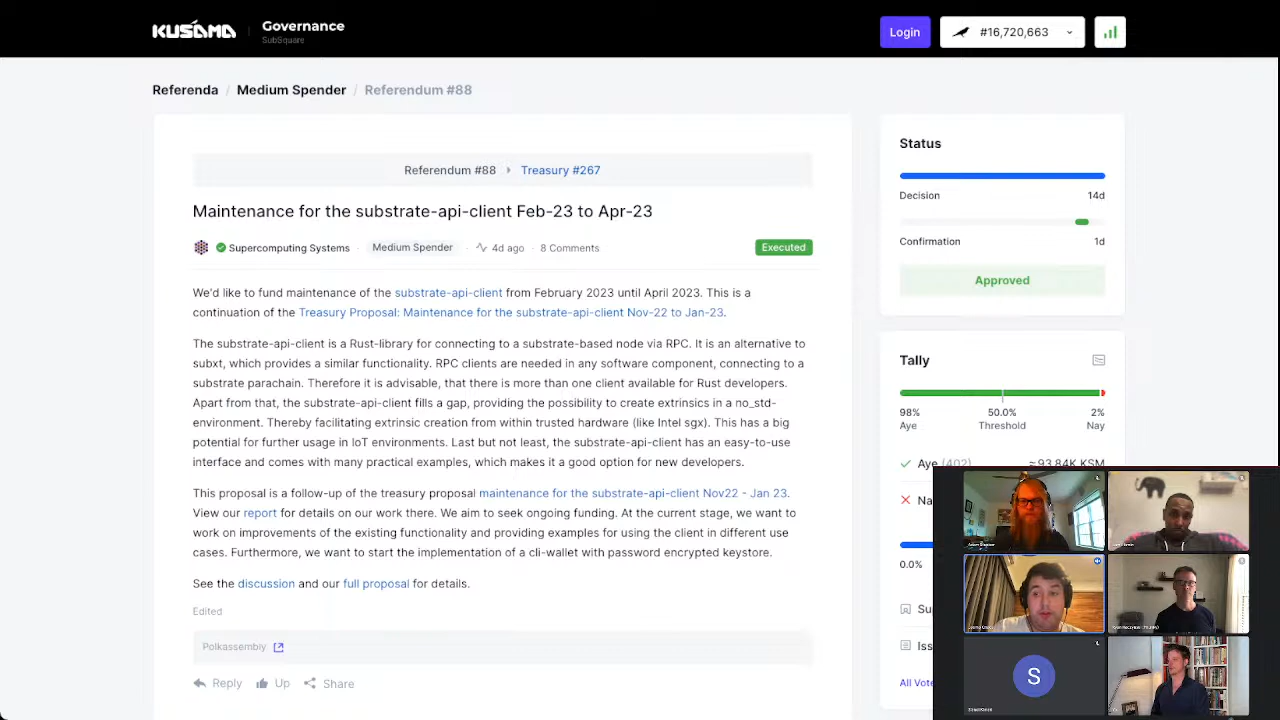 KUSAMA
Governance
SubSquare
Login
#16,720,663
Referenda / Medium Spender / Referendum #88
Referendum #88 Treasury #267
Maintenance for the substrate-api-client Feb-23 to Apr-23
Supercomputing Systems · Medium Spender · 4d ago · 8 Comments
Executed
We'd like to fund maintenance of the substrate-api-client from February 2023 until April 2023. This is a
continuation of the Treasury Proposal: Maintenance for the substrate-api-client Nov-22 to Jan-23.
The substrate-api-client is a Rust-library for connecting to a substrate-based node via RPC. It is an alternative to
subxt, which provides a similar functionality. RPC clients are needed in any software component, connecting to a
substrate parachain. Therefore it is advisable, that there is more than one client available for Rust developers.
Apart from that, the substrate-api-client fills a gap, providing the possibility to create extrinsics in a no_std-
environment. Thereby facilitating extrinsic creation from within trusted hardware (like Intel sgx). This has a big
potential for further usage in IoT environments. Last but not least, the substrate-api-client has an easy-to-use
interface and comes with many practical examples, which makes it a good option for new developers.
This proposal is a follow-up of the treasury proposal maintenance for the substrate-api-client Nov22 - Jan 23.
View our report for details on our work there. We aim to seek ongoing funding. At the current stage, we want to
work on improvements of the existing functionality and providing examples for using the client in different use
cases. Furthermore, we want to start the implementation of a cli-wallet with password encrypted keystore.
See the discussion and our full proposal for details.
Edited
Polkassembly
Reply Up Share
Status
Decision 14d
Confirmation 1d
Approved
Tally
98% 50.0% 2%
Aye Threshold Nay
Aye (402) ≈93.84K KSM
Na
0.0%
Su
Iss
All Vote
S